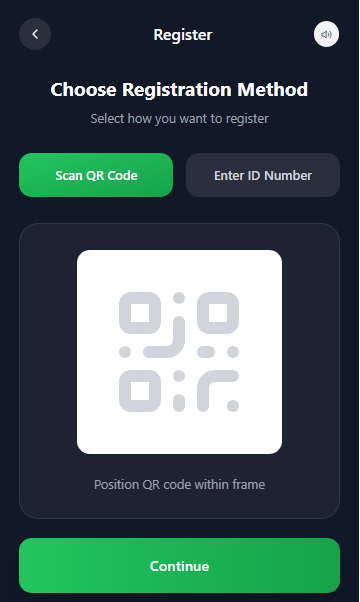 Register
Choose Registration Method
Select how you want to register
Scan QR Code
Enter ID Number
Position QR code within frame
Continue